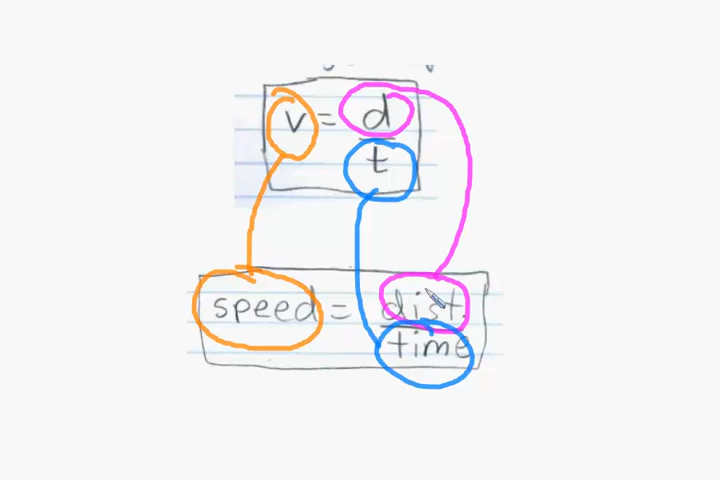 v = d
t
speed = dist.
time